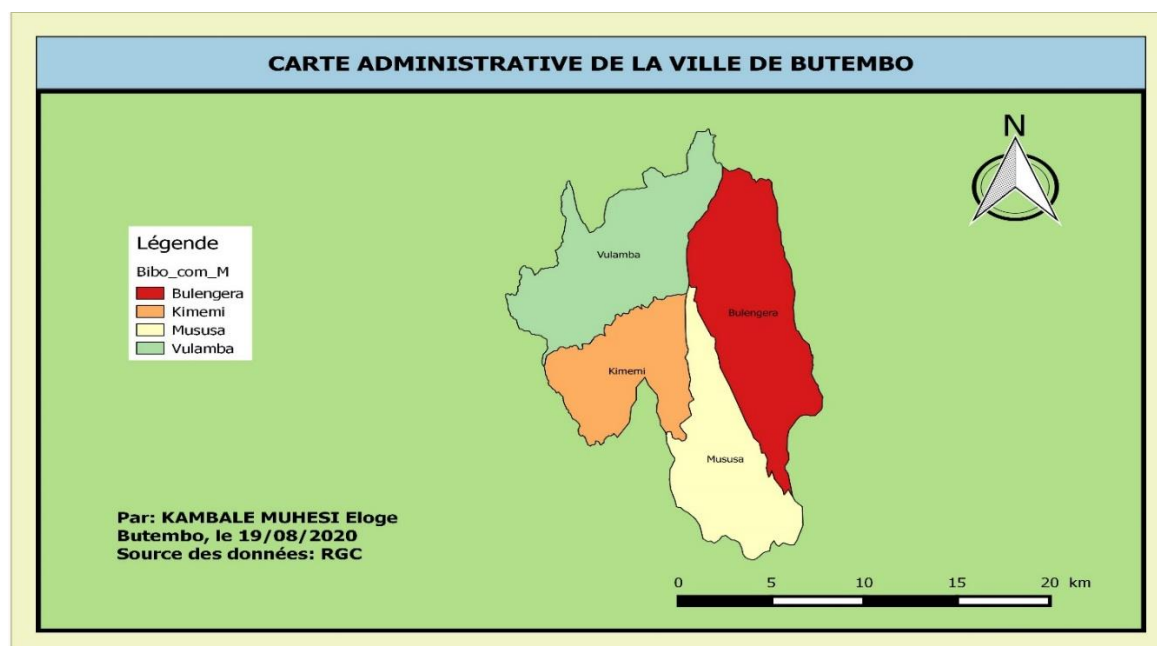 CARTE ADMINISTRATIVE DE LA VILLE DE BUTEMBO
N
Légende
Bibo_com_M
Bulengera
Kimemi
Mususa
Vulamba
Vulamba
Bulengera
Kimemi
Mususa
Par: KAMBALE MUHESI Eloge
Butembo, le 19/08/2020
Source des données: RGC
0 5 10 15 20 km